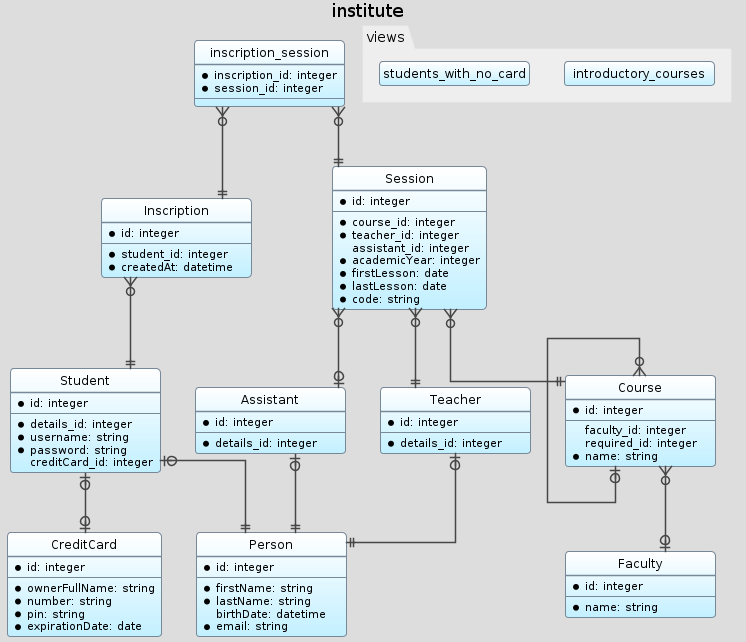 institute
views
students_with_no_card
introductory_courses
inscription_session
● inscription_id: integer
● session_id: integer
Session
● id: integer
● course_id: integer
● teacher_id: integer
assistant_id: integer
● academicYear: integer
● firstLesson: date
● lastLesson: date
● code: string
Inscription
● id: integer
● student_id: integer
● createdAt: datetime
Student
● id: integer
● details_id: integer
● username: string
● password: string
creditCard_id: integer
Assistant
● id: integer
● details_id: integer
Teacher
● id: integer
● details_id: integer
Course
● id: integer
faculty_id: integer
required_id: integer
● name: string
CreditCard
● id: integer
● ownerFullName: string
● number: string
● pin: string
● expirationDate: date
Person
● id: integer
● firstName: string
● lastName: string
birthDate: datetime
● email: string
Faculty
● id: integer
● name: string